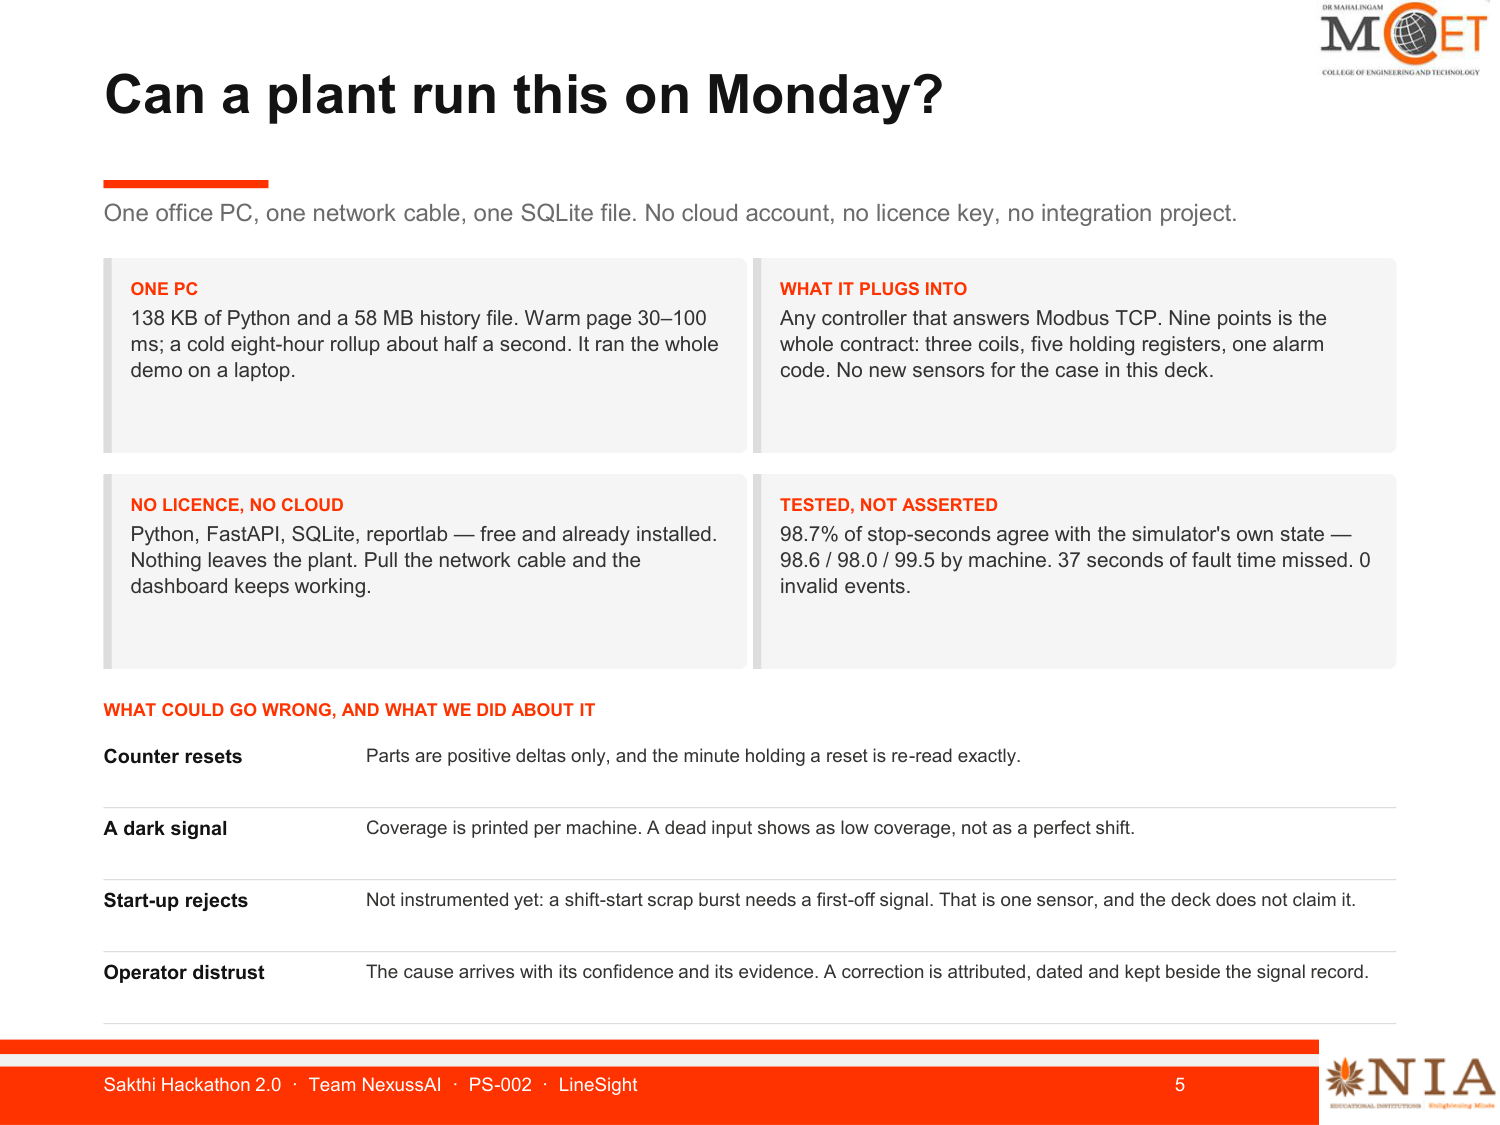 DR MAHALINGAM
MCET
COLLEGE OF ENGINEERING AND TECHNOLOGY
Can a plant run this on Monday?
One office PC, one network cable, one SQLite file. No cloud account, no licence key, no integration project.
ONE PC
138 KB of Python and a 58 MB history file. Warm page 30–100
ms; a cold eight-hour rollup about half a second. It ran the whole
demo on a laptop.
WHAT IT PLUGS INTO
Any controller that answers Modbus TCP. Nine points is the
whole contract: three coils, five holding registers, one alarm
code. No new sensors for the case in this deck.
NO LICENCE, NO CLOUD
Python, FastAPI, SQLite, reportlab — free and already installed.
Nothing leaves the plant. Pull the network cable and the
dashboard keeps working.
TESTED, NOT ASSERTED
98.7% of stop-seconds agree with the simulator's own state —
98.6 / 98.0 / 99.5 by machine. 37 seconds of fault time missed. 0
invalid events.
WHAT COULD GO WRONG, AND WHAT WE DID ABOUT IT
Counter resets Parts are positive deltas only, and the minute holding a reset is re-read exactly.
A dark signal Coverage is printed per machine. A dead input shows as low coverage, not as a perfect shift.
Start-up rejects Not instrumented yet: a shift-start scrap burst needs a first-off signal. That is one sensor, and the deck does not claim it.
Operator distrust The cause arrives with its confidence and its evidence. A correction is attributed, dated and kept beside the signal record.
Sakthi Hackathon 2.0 · Team NexussAI · PS-002 · LineSight 5
NIA
EDUCATIONAL INSTITUTIONS Enlightening Minds